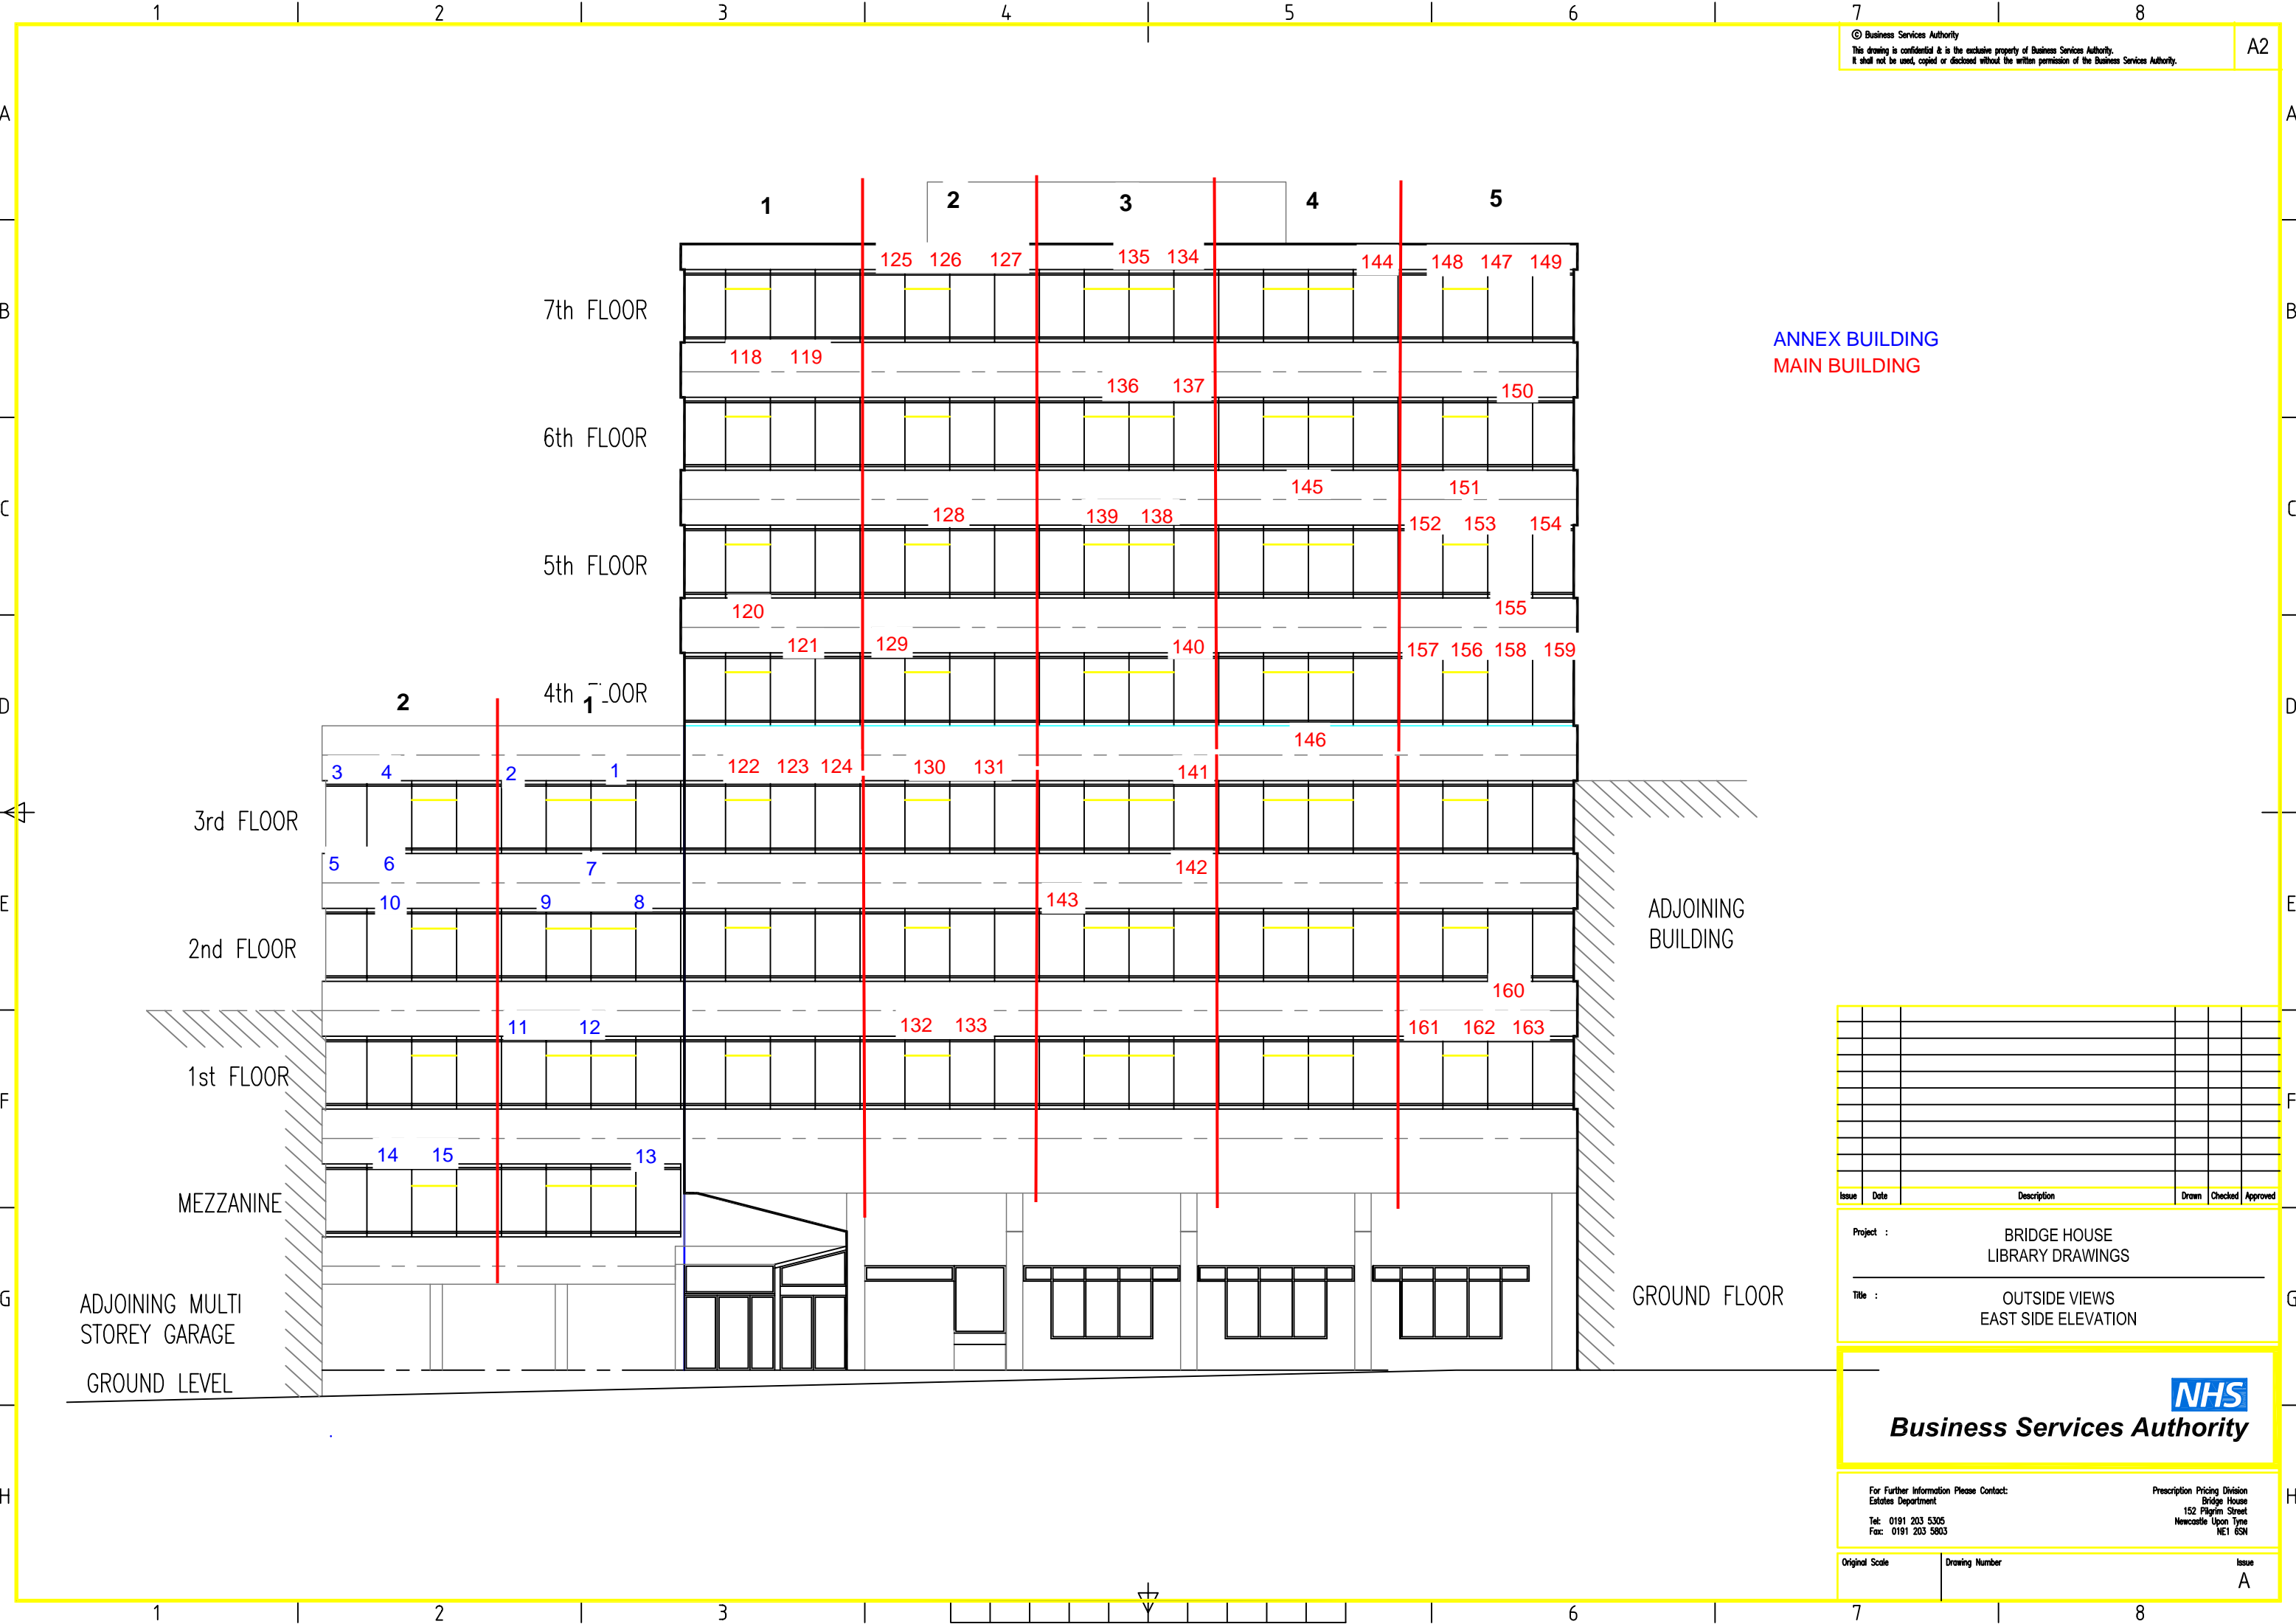 1 2 3 4 5 6 7 8
© Business Services Authority
This drawing is confidential & is the exclusive property of Business Services Authority.
It shall not be used, copied or disclosed without the written permission of the Business Services Authority.
A2
A A
1 2 3 4 5
125 126 127 135 134 144 148 147 149
7th FLOOR
B B
ANNEX BUILDING
MAIN BUILDING
118 119
136 137 150
6th FLOOR
145 151
C C
128 139 138 152 153 154
5th FLOOR
120 155
121 129 140 157 156 158 159
4th FLOOR
D D
2 1
146
3 4 2 1 122 123 124 130 131 141
3rd FLOOR
5 6 7 142
10 9 8 143
E E
ADJOINING
BUILDING
2nd FLOOR
160
11 12 132 133 161 162 163
1st FLOOR
F F
14 15 13
MEZZANINE
Issue Date Description Drawn Checked Approved
Project :
BRIDGE HOUSE
LIBRARY DRAWINGS
G G
ADJOINING MULTI
STOREY GARAGE
GROUND FLOOR
Title :
OUTSIDE VIEWS
EAST SIDE ELEVATION
GROUND LEVEL
NHS
Business Services Authority
H H
For Further Information Please Contact:
Estates Department
Tel: 0191 203 5305
Fax: 0191 203 5803
Prescription Pricing Division
Bridge House
152 Pilgrim Street
Newcastle Upon Tyne
NE1 6SN
Original Scale Drawing Number Issue
A
1 2 3 6 7 8